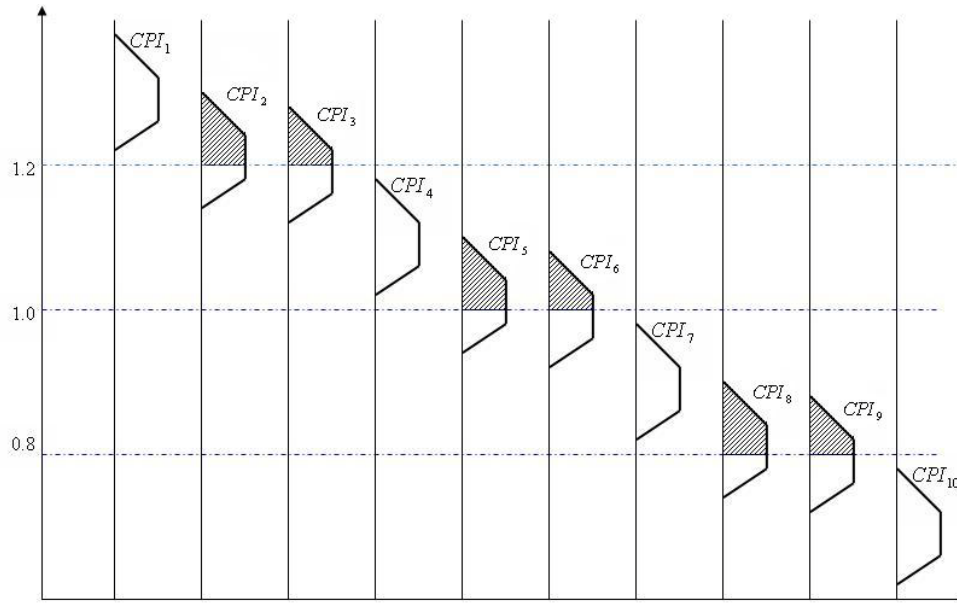 CPI₁
CPI₂
CPI₃
1.2
CPI₄
CPI₅
CPI₆
1.0
CPI₇
CPI₈
CPI₉
0.8
CPI₁₀